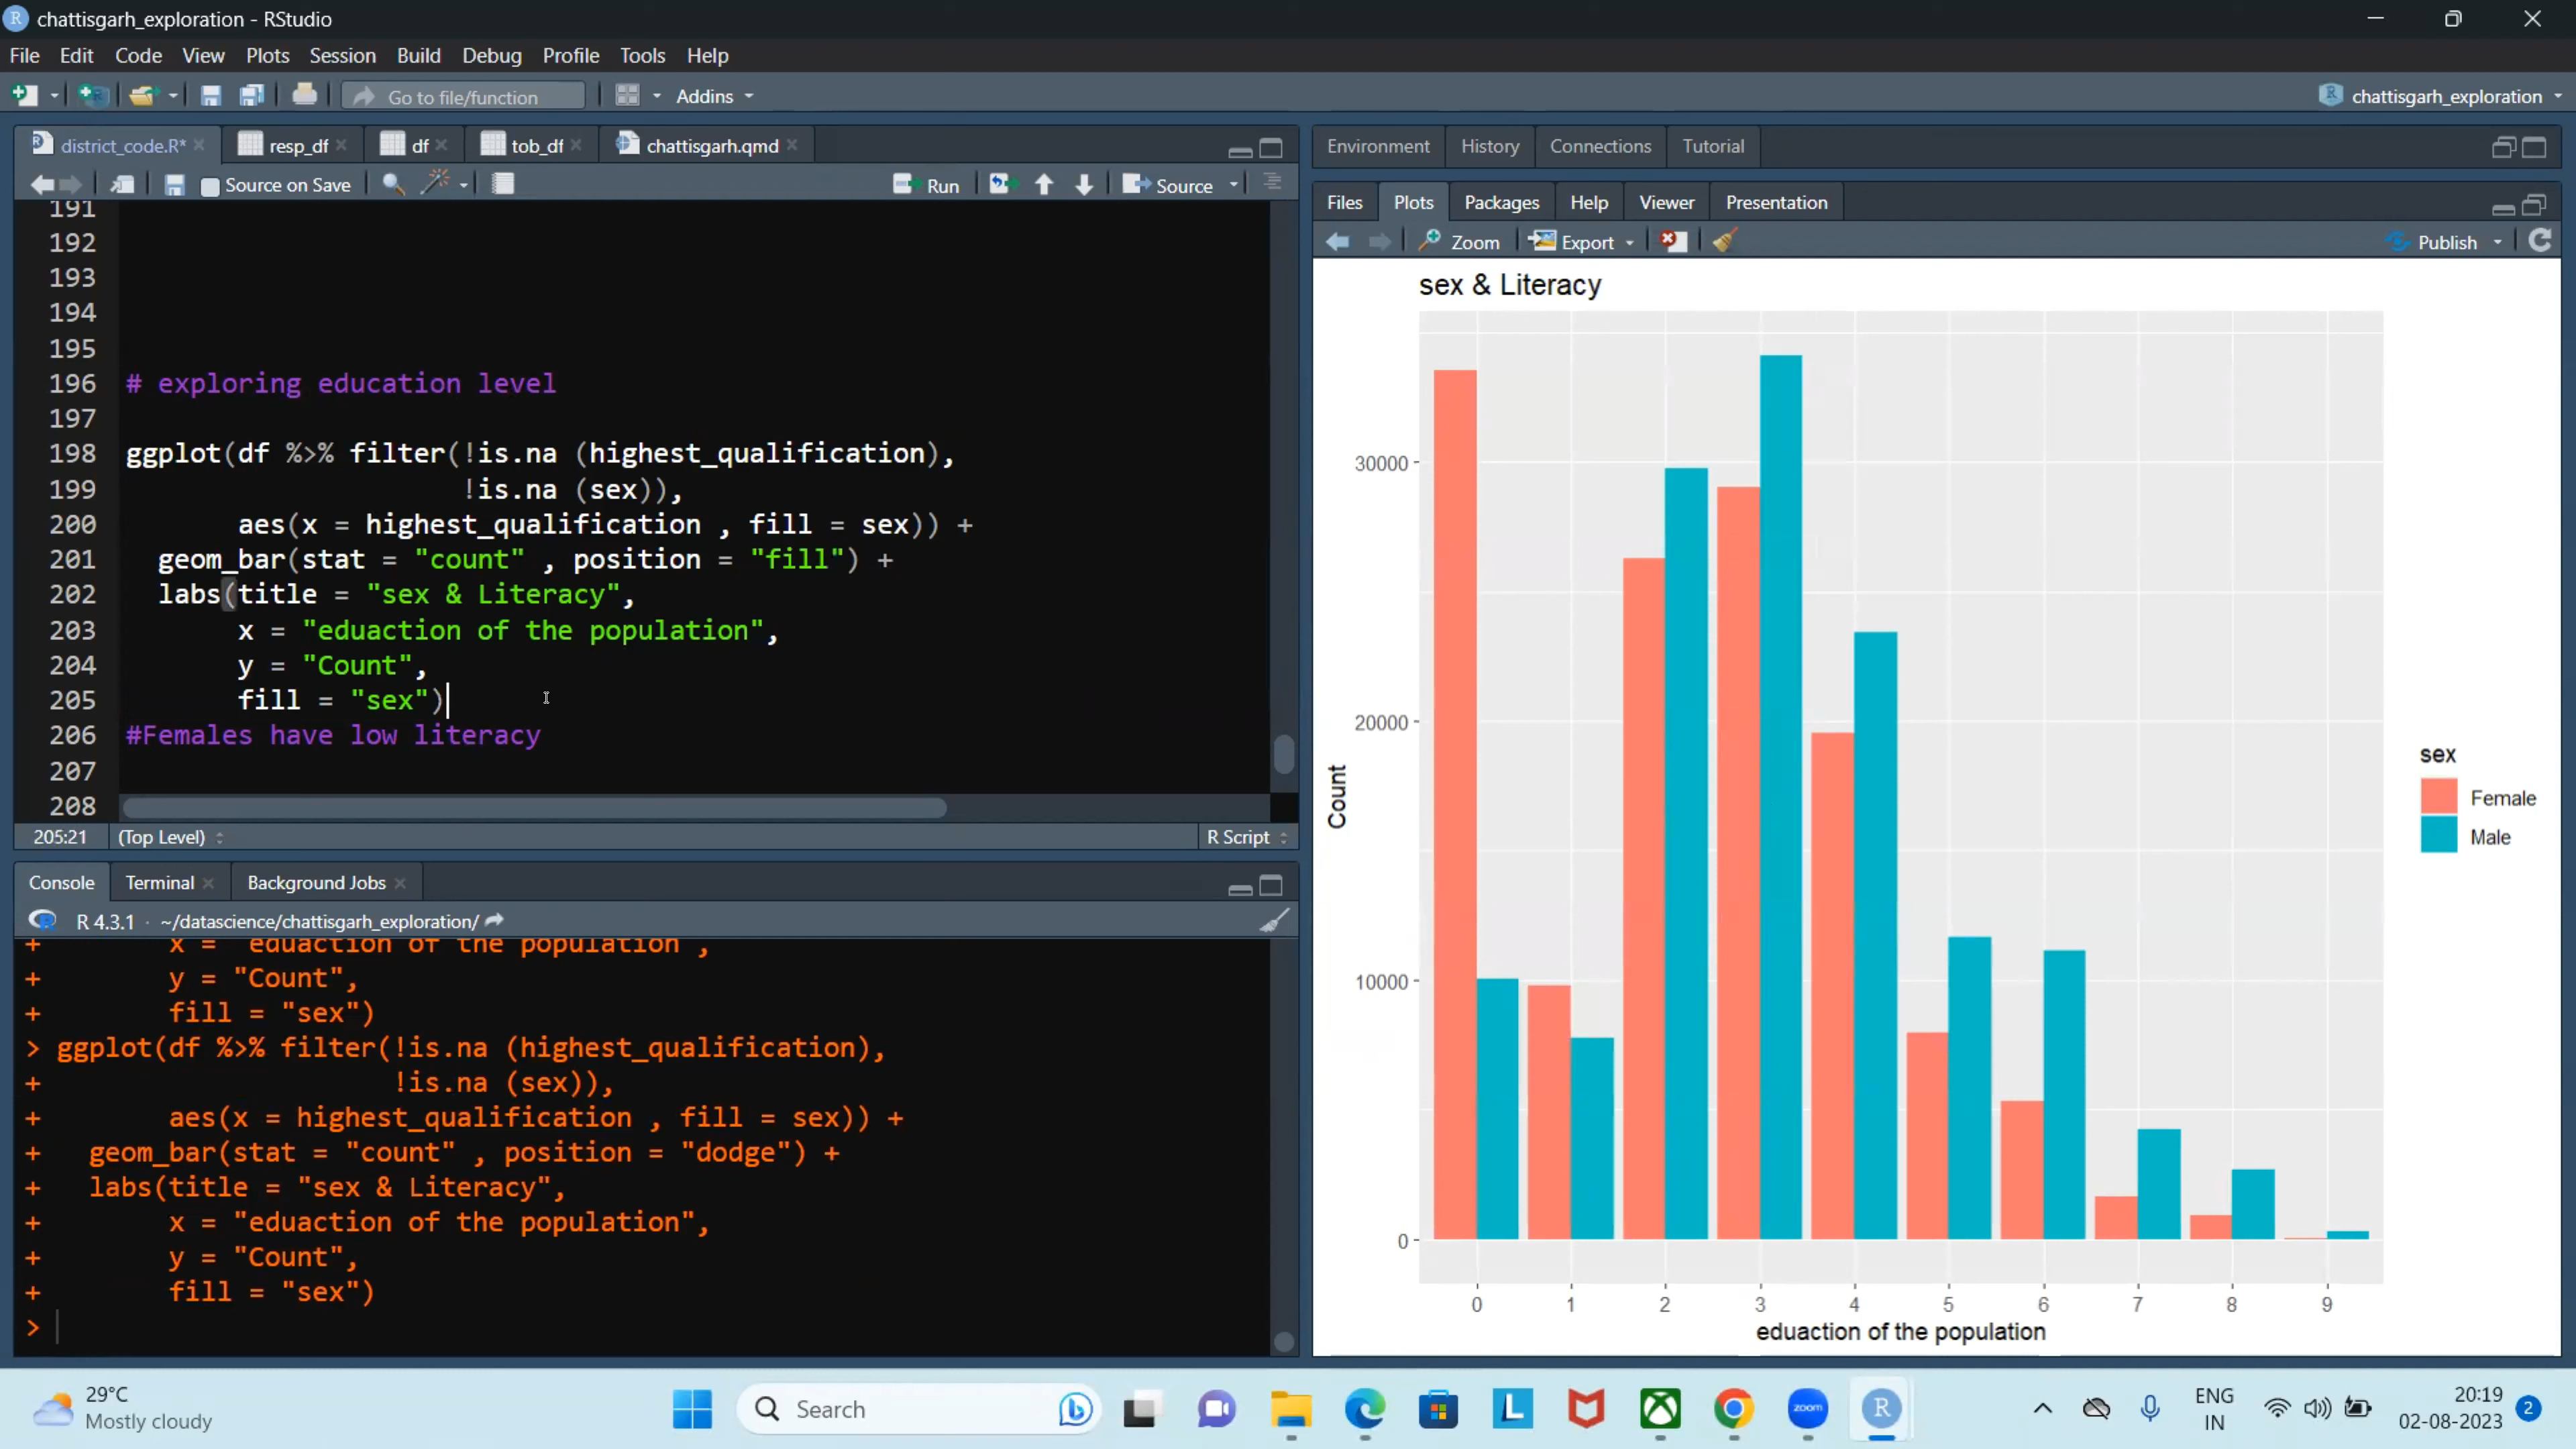 chattisgarh_exploration - RStudio
File Edit Code View Plots Session Build Debug Profile Tools Help
Go to file/function Addins chattisgarh_exploration
district_code.R* resp_df df tob_df chattisgarh.qmd
Source on Save Run Source
191
192
193
194
195
196 # exploring education level
197
198 ggplot(df %>% filter(!is.na (highest_qualification),
199 !is.na (sex)),
200 aes(x = highest_qualification , fill = sex)) +
201 geom_bar(stat = "count" , position = "fill") +
202 labs(title = "sex & Literacy",
203 x = "eduaction of the population",
204 y = "Count",
205 fill = "sex")
206 #Females have low literacy
207
208
205:21 (Top Level) R Script
Console Terminal Background Jobs
R 4.3.1 · ~/datascience/chattisgarh_exploration/
+ x = "eduaction of the population",
+ y = "Count",
+ fill = "sex")
> ggplot(df %>% filter(!is.na (highest_qualification),
+ !is.na (sex)),
+ aes(x = highest_qualification , fill = sex)) +
+ geom_bar(stat = "count" , position = "dodge") +
+ labs(title = "sex & Literacy",
+ x = "eduaction of the population",
+ y = "Count",
+ fill = "sex")
>
Environment History Connections Tutorial
Files Plots Packages Help Viewer Presentation
Zoom Export Publish
sex & Literacy
30000
20000
10000
0
Count
0 1 2 3 4 5 6 7 8 9
eduaction of the population
sex
Female
Male
29°C
Mostly cloudy
Search
zoom
ENG
IN
20:19
02-08-2023
2